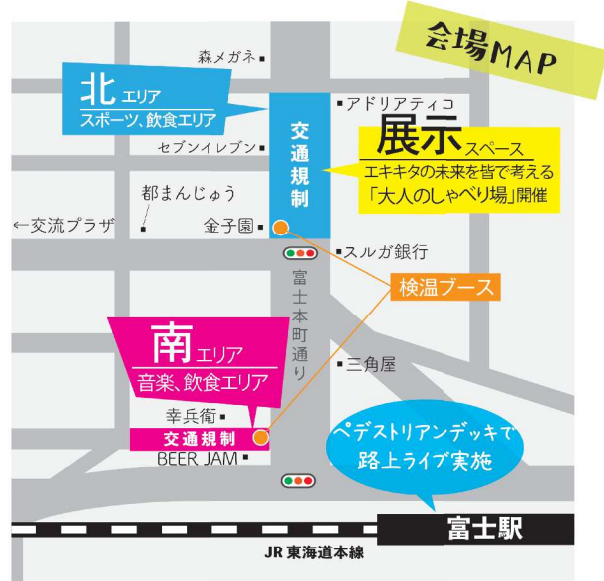 会場MAP
森メガネ
北エリア
スポーツ、飲食エリア
アドリアティコ
交通規制
展示スペース
エキキタの未来を皆で考える
「大人のしゃべり場」開催
セブンイレブン
都まんじゅう
←交流プラザ
金子園
スルガ銀行
検温ブース
富士本町通り
南エリア
音楽、飲食エリア
三角屋
幸兵衛
交通規制
BEER JAM
ペデストリアンデッキで
路上ライブ実施
富士駅
JR東海道本線